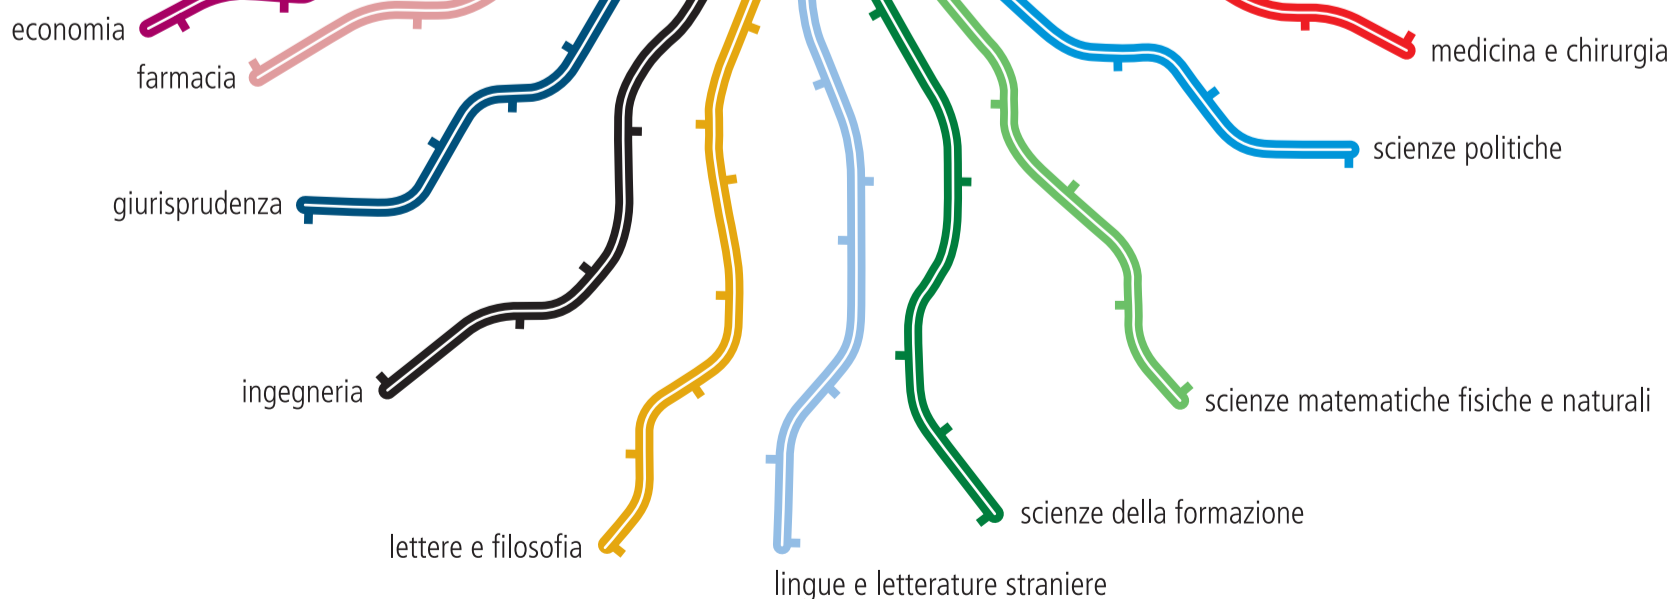 economia
medicina e chirurgia
farmacia
scienze politiche
giurisprudenza
ingegneria
scienze matematiche fisiche e naturali
scienze della formazione
lettere e filosofia
lingue e letterature straniere